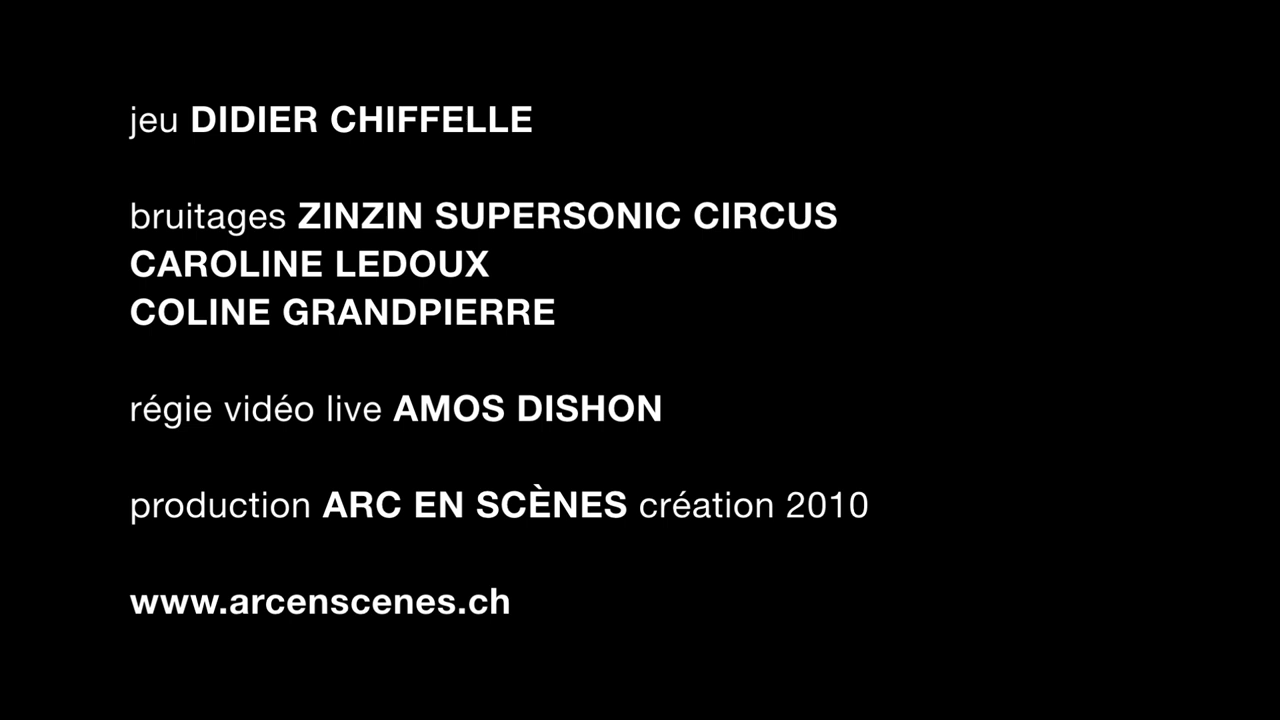 jeu DIDIER CHIFFELLE
bruitages ZINZIN SUPERSONIC CIRCUS
CAROLINE LEDOUX
COLINE GRANDPIERRE
régie vidéo live AMOS DISHON
production ARC EN SCÈNES création 2010
www.arcenscenes.ch